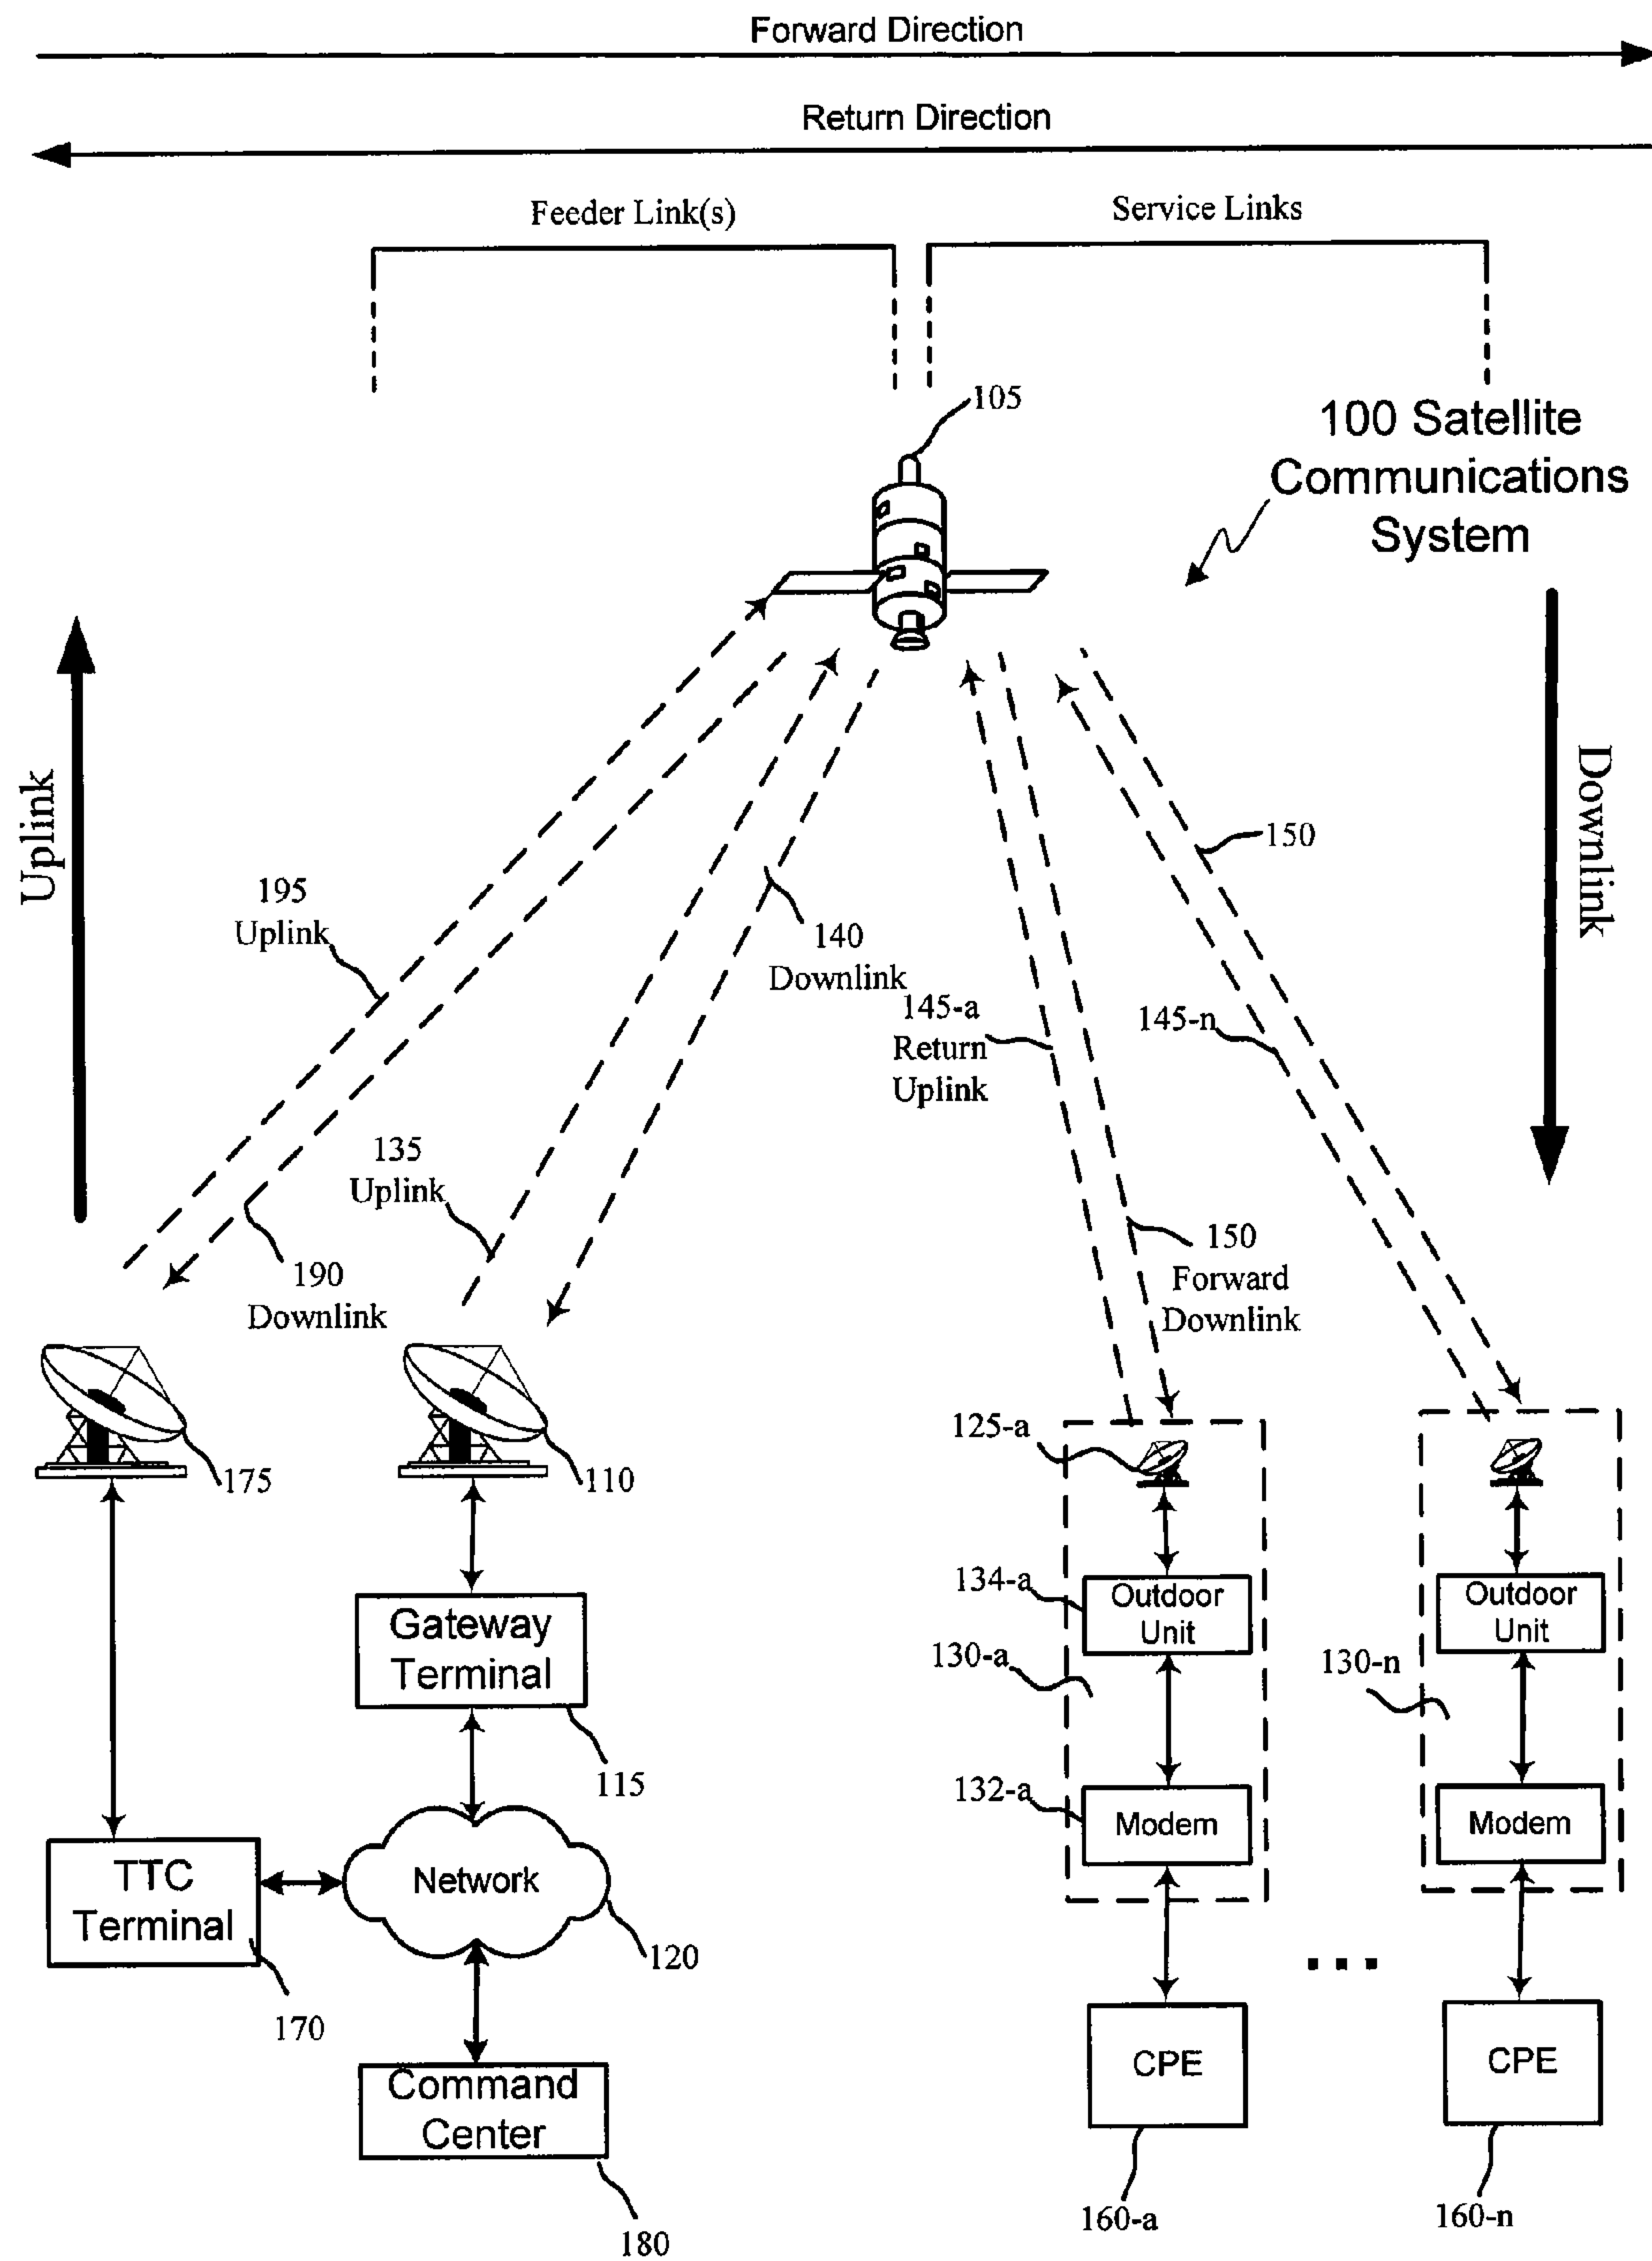 Forward Direction
Return Direction
Feeder Link(s)
Service Links
105
100 Satellite
Communications
System
Uplink
Downlink
150
195
Uplink
140
Downlink
145-a
Return
Uplink
145-n
135
Uplink
150
Forward
Downlink
190
Downlink
125-a
175
110
134-a
Outdoor
Unit
Outdoor
Unit
Gateway
Terminal
130-a
130-n
115
132-a
Modem
Modem
TTC
Terminal
Network
120
170
CPE
CPE
Command
Center
160-a
160-n
180